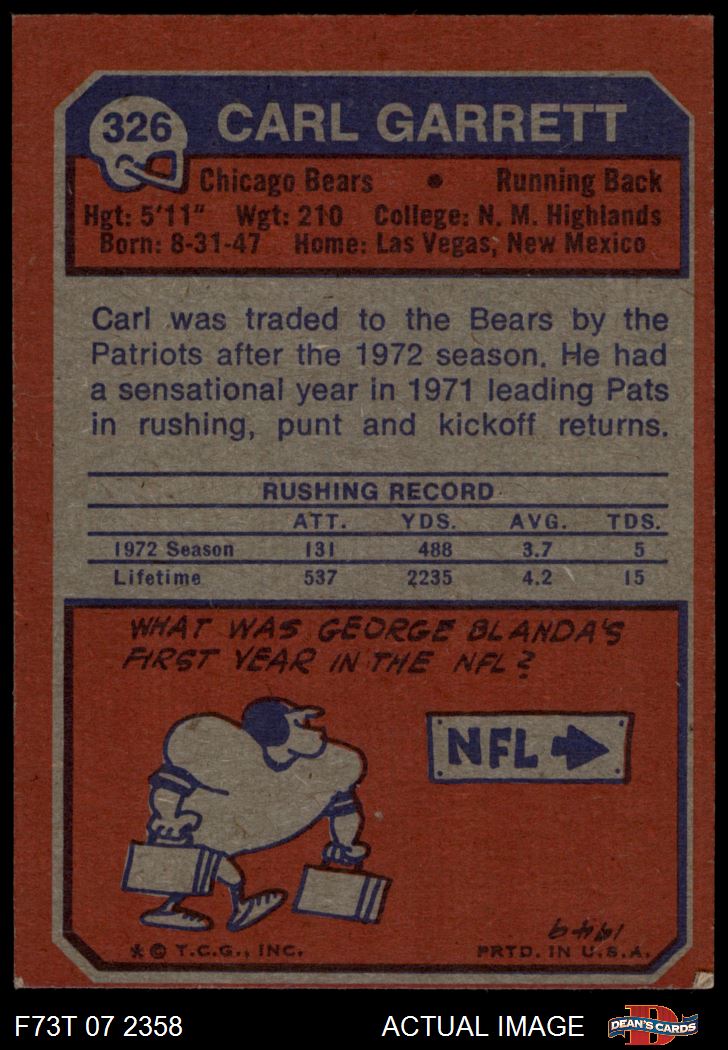 326 CARL GARRETT
Chicago Bears • Running Back
Hgt: 5'11" Wgt: 210 College: N. M. Highlands
Born: 8-31-47 Home: Las Vegas, New Mexico
Carl was traded to the Bears by the
Patriots after the 1972 season. He had
a sensational year in 1971 leading Pats
in rushing, punt and kickoff returns.
RUSHING RECORD
ATT. YDS. AVG. TDS.
1972 Season 131 488 3.7 5
Lifetime 537 2235 4.2 15
WHAT WAS GEORGE BLANDA'S
FIRST YEAR IN THE NFL?
NFL
1949
* © T.C.G., INC. PRTD. IN U.S.A.
F73T 07 2358 ACTUAL IMAGE D DEAN'S CARDS